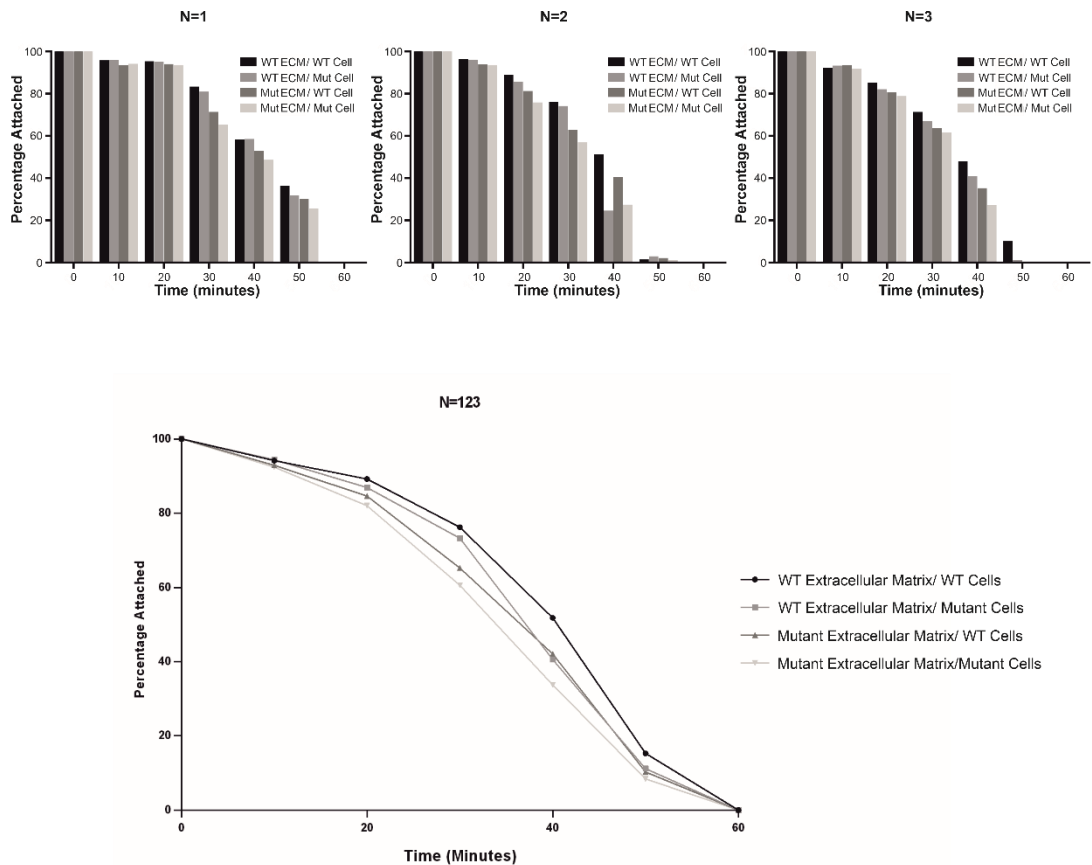 N=1
100
80
60
40
20
0
Percentage Attached
WT ECM/ WT Cell
WT ECM/ Mut Cell
Mut ECM/ WT Cell
Mut ECM/ Mut Cell
0 10 20 30 40 50 60
Time (minutes)
N=2
100
80
60
40
20
0
Percentage Attached
WT ECM/ WT Cell
WT ECM/ Mut Cell
Mut ECM/ WT Cell
Mut ECM/ Mut Cell
0 10 20 30 40 50 60
Time (minutes)
N=3
100
80
60
40
20
0
Percentage Attached
WT ECM/ WT Cell
WT ECM/ Mut Cell
Mut ECM/ WT Cell
Mut ECM/ Mut Cell
0 10 20 30 40 50 60
Time (minutes)
N=123
100
80
60
40
20
0
Percentage Attached
0 20 40 60
Time (Minutes)
WT Extracellular Matrix/ WT Cells
WT Extracellular Matrix/ Mutant Cells
Mutant Extracellular Matrix/ WT Cells
Mutant Extracellular Matrix/Mutant Cells